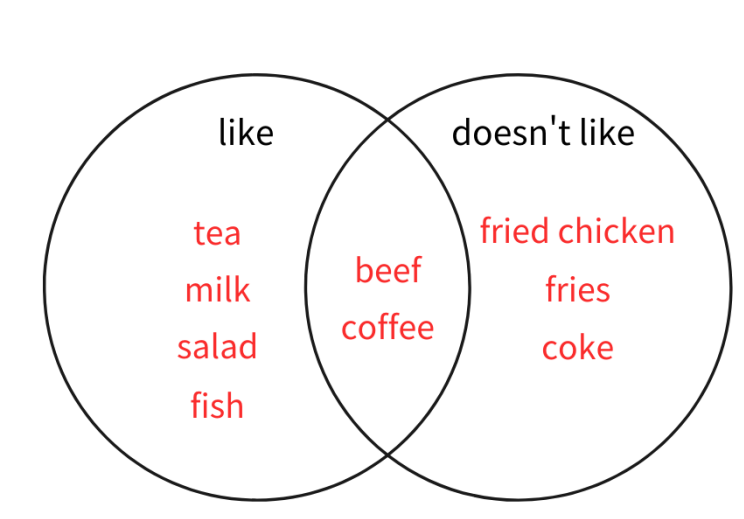 like
tea
milk
salad
fish
beef
coffee
doesn't like
fried chicken
fries
coke